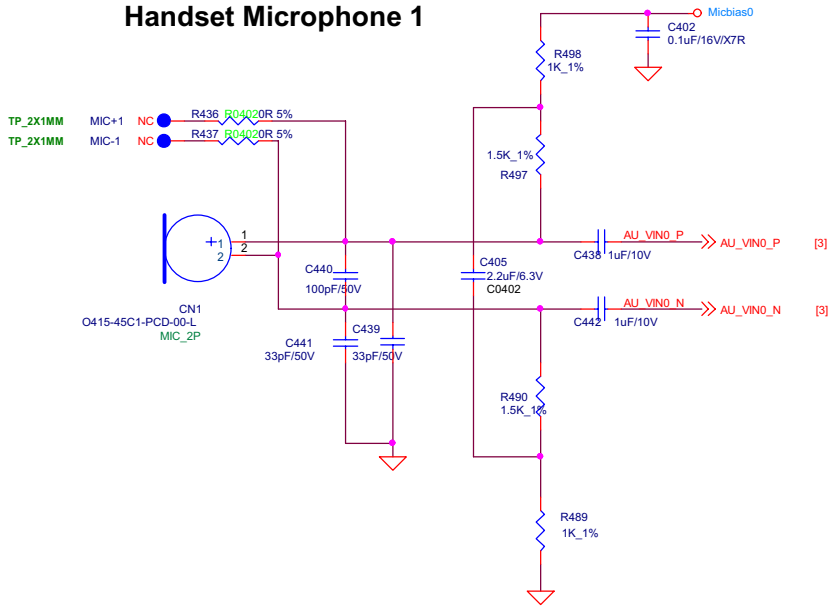 Handset Microphone 1
Micbias0
C402
0.1uF/16V/X7R
R498
1K_1%
TP_2X1MM MIC+1 NC R436 R0402 0R 5%
TP_2X1MM MIC-1 NC R437 R0402 0R 5%
1.5K_1%
R497
+1 1
2 2
AU_VIN0_P AU_VIN0_P [3]
C438 1uF/10V
C405
2.2uF/6.3V
C0402
C440
100pF/50V
CN1
O415-45C1-PCD-00-L
MIC_2P
AU_VIN0_N AU_VIN0_N [3]
C442 1uF/10V
C441
33pF/50V
C439
33pF/50V
R490
1.5K_1%
R489
1K_1%